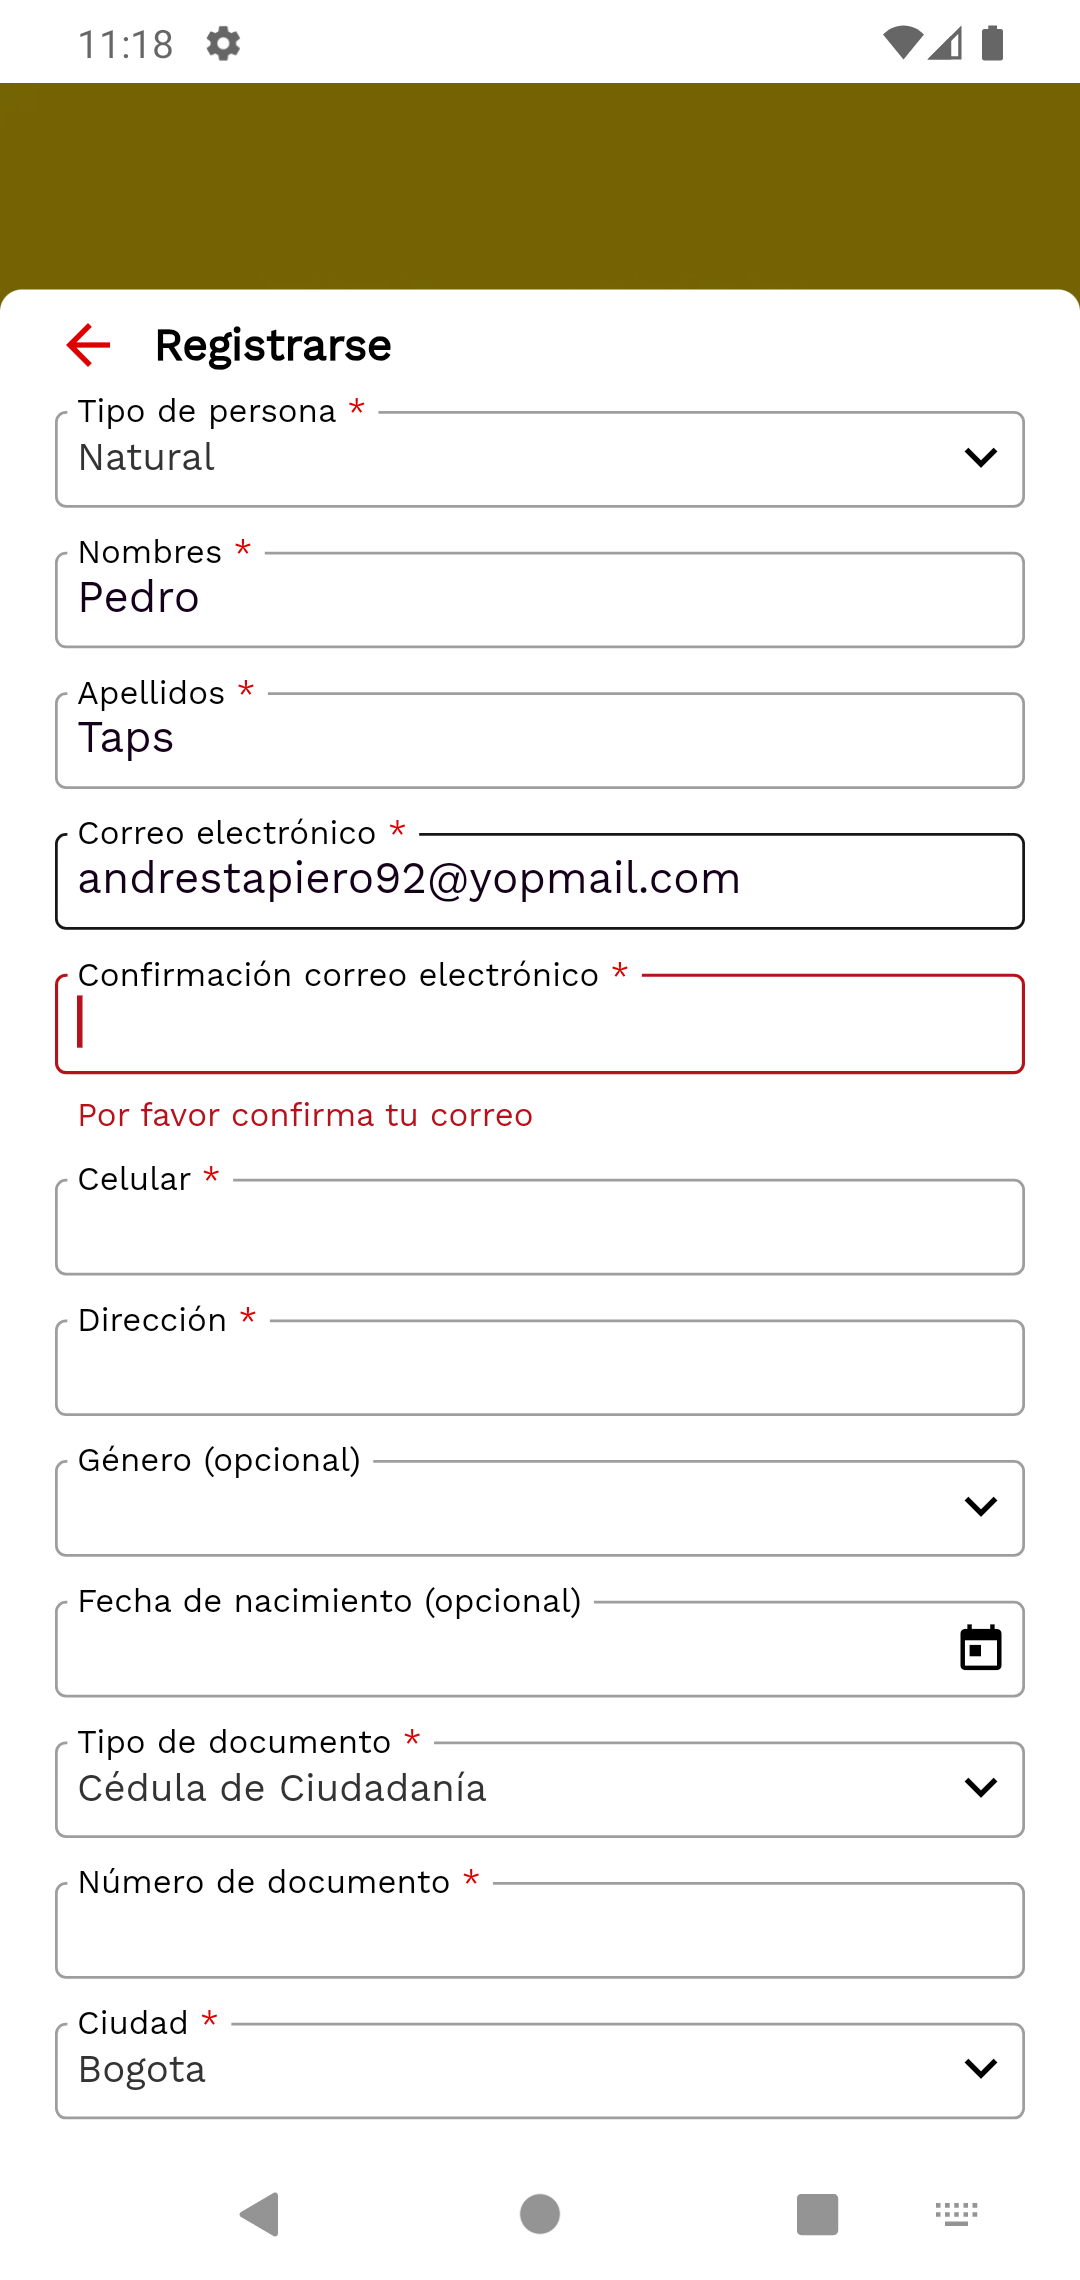 11:18
Registrarse
Tipo de persona *
Natural
Nombres *
Pedro
Apellidos *
Taps
Correo electrónico *
andrestapiero92@yopmail.com
Confirmación correo electrónico *
Por favor confirma tu correo
Celular *
Dirección *
Género (opcional)
Fecha de nacimiento (opcional)
Tipo de documento *
Cédula de Ciudadanía
Número de documento *
Ciudad *
Bogota